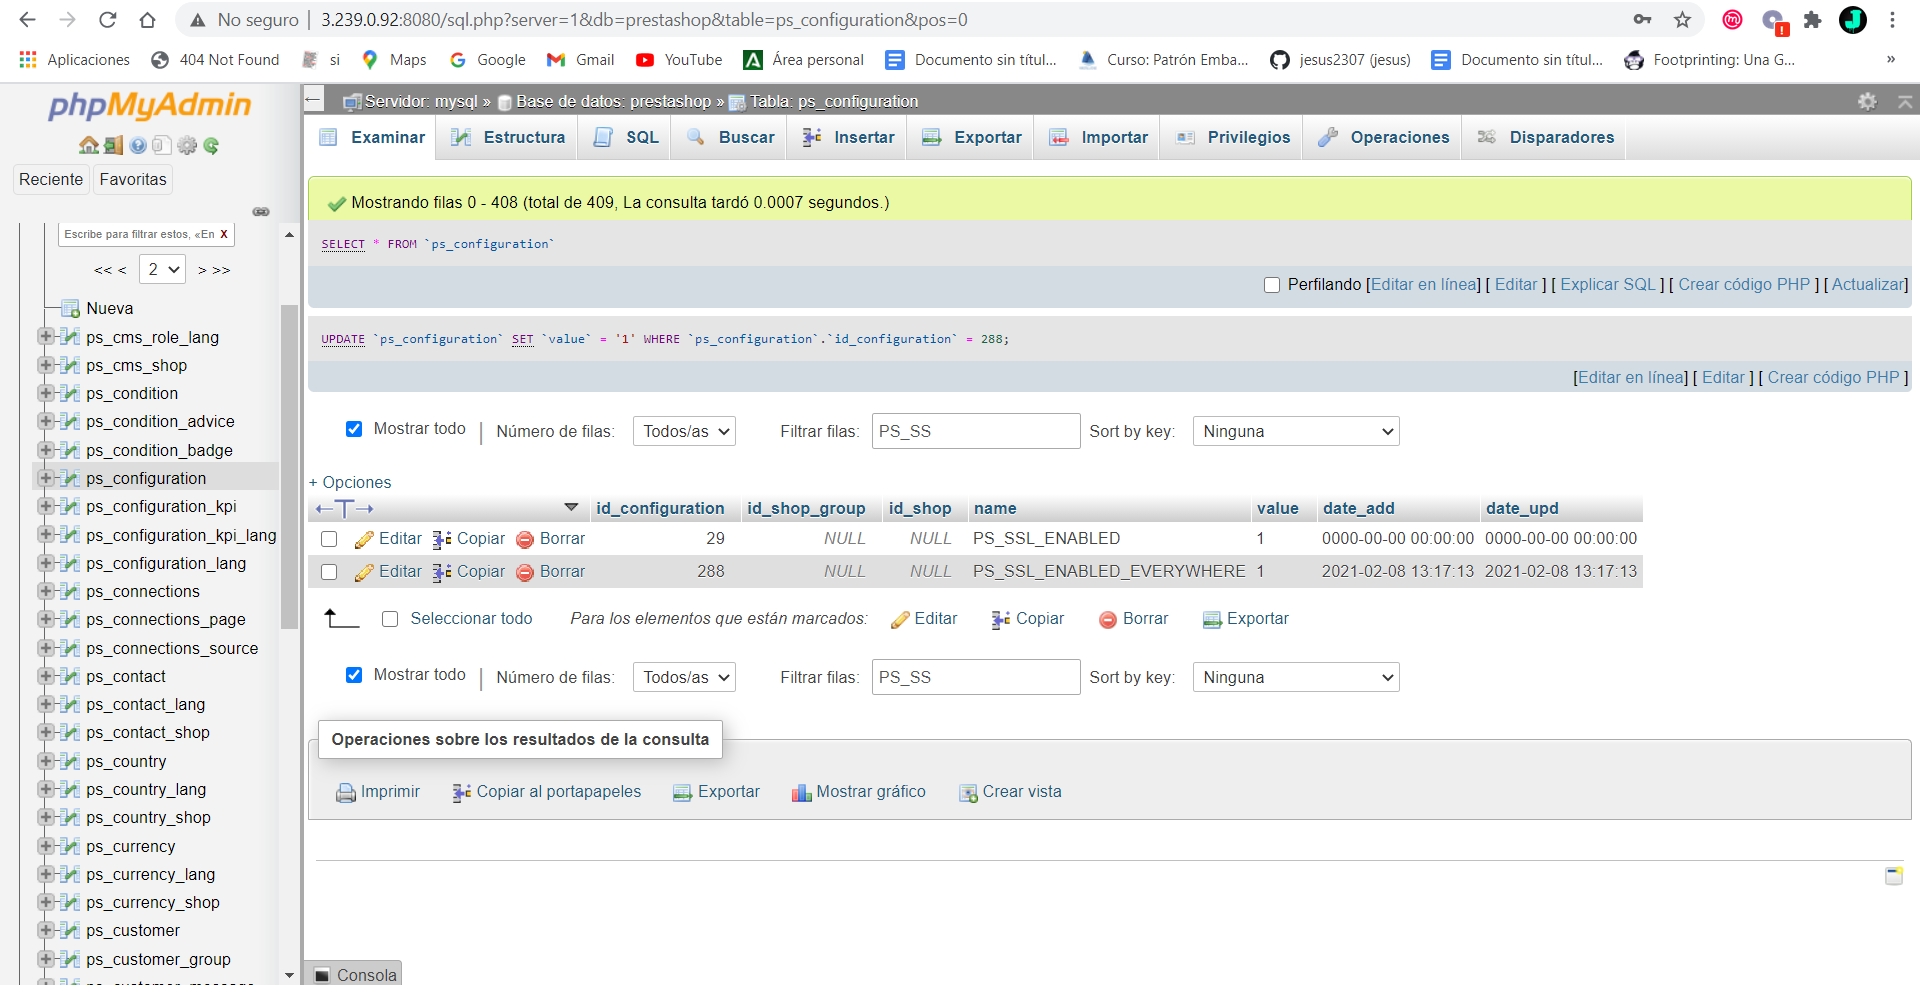 No seguro | 3.239.0.92:8080/sql.php?server=1&db=prestashop&table=ps_configuration&pos=0
Aplicaciones 404 Not Found si Maps Google Gmail YouTube Área personal Documento sin títul... Curso: Patrón Emba... jesus2307 (jesus) Documento sin títul... Footprinting: Una G... »
phpMyAdmin
Reciente Favoritas
Escribe para filtrar estos, «En X
<< < 2 > >>
Nueva
ps_cms_role_lang
ps_cms_shop
ps_condition
ps_condition_advice
ps_condition_badge
ps_configuration
ps_configuration_kpi
ps_configuration_kpi_lang
ps_configuration_lang
ps_connections
ps_connections_page
ps_connections_source
ps_contact
ps_contact_lang
ps_contact_shop
ps_country
ps_country_lang
ps_country_shop
ps_currency
ps_currency_lang
ps_currency_shop
ps_customer
ps_customer_group
Servidor: mysql » Base de datos: prestashop » Tabla: ps_configuration
Examinar Estructura SQL Buscar Insertar Exportar Importar Privilegios Operaciones Disparadores
Mostrando filas 0 - 408 (total de 409, La consulta tardó 0.0007 segundos.)
SELECT * FROM `ps_configuration`
Perfilando [Editar en línea] [ Editar ] [ Explicar SQL ] [ Crear código PHP ] [ Actualizar]
UPDATE `ps_configuration` SET `value` = '1' WHERE `ps_configuration`.`id_configuration` = 288;
[Editar en línea] [ Editar ] [ Crear código PHP ]
Mostrar todo | Número de filas: Todos/as Filtrar filas: PS_SS Sort by key: Ninguna
+ Opciones
id_configuration id_shop_group id_shop name value date_add date_upd
Editar Copiar Borrar 29 NULL NULL PS_SSL_ENABLED 1 0000-00-00 00:00:00 0000-00-00 00:00:00
Editar Copiar Borrar 288 NULL NULL PS_SSL_ENABLED_EVERYWHERE 1 2021-02-08 13:17:13 2021-02-08 13:17:13
Seleccionar todo Para los elementos que están marcados: Editar Copiar Borrar Exportar
Mostrar todo | Número de filas: Todos/as Filtrar filas: PS_SS Sort by key: Ninguna
Operaciones sobre los resultados de la consulta
Imprimir Copiar al portapapeles Exportar Mostrar gráfico Crear vista
Consola